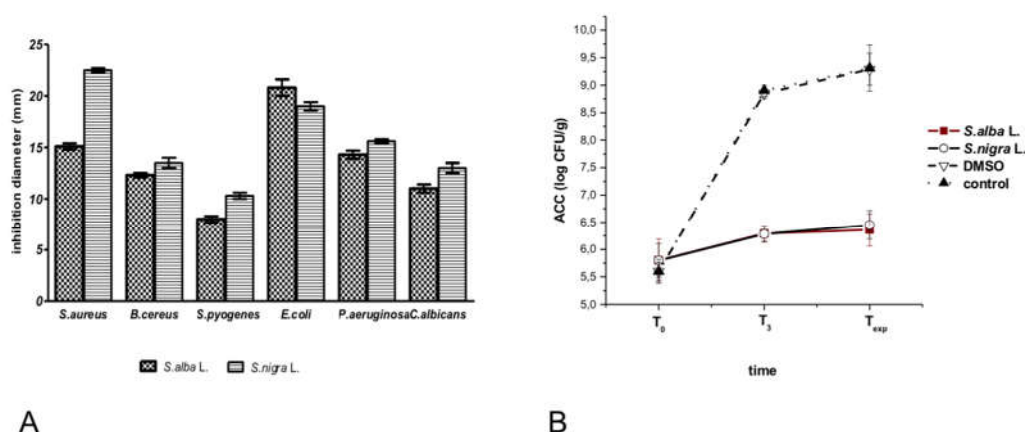 inhibition diameter (mm)
25
20
15
10
5
0
S.aureus B.cereus S.pyogenes E.coli P.aeruginosa C.albicans
S.alba L. S.nigra L.
A
ACC (log CFU/g)
10,0
9,5
9,0
8,5
8,0
7,5
7,0
6,5
6,0
5,5
5,0
T0 T3 Texp
time
S.alba L.
S.nigra L.
DMSO
control
B